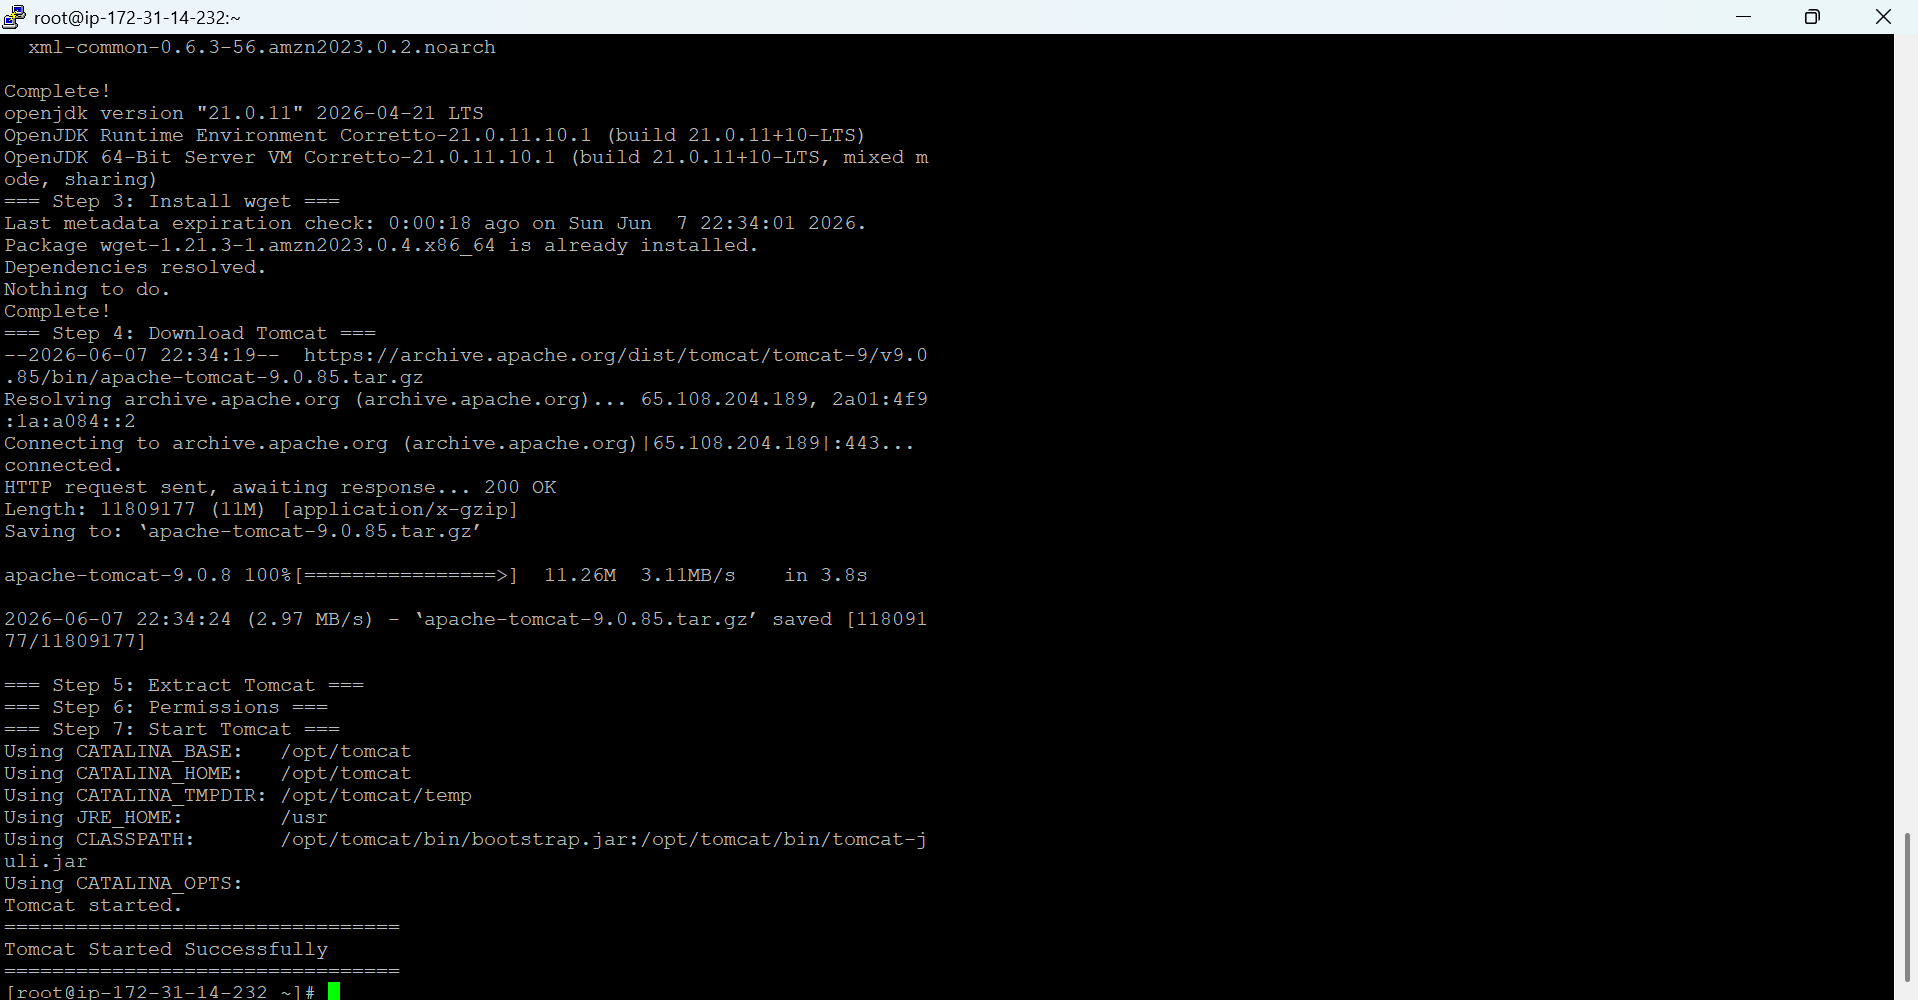 root@ip-172-31-14-232:~
xml-common-0.6.3-56.amzn2023.0.2.noarch
Complete!
openjdk version "21.0.11" 2026-04-21 LTS
OpenJDK Runtime Environment Corretto-21.0.11.10.1 (build 21.0.11+10-LTS)
OpenJDK 64-Bit Server VM Corretto-21.0.11.10.1 (build 21.0.11+10-LTS, mixed m
ode, sharing)
=== Step 3: Install wget ===
Last metadata expiration check: 0:00:18 ago on Sun Jun  7 22:34:01 2026.
Package wget-1.21.3-1.amzn2023.0.4.x86_64 is already installed.
Dependencies resolved.
Nothing to do.
Complete!
=== Step 4: Download Tomcat ===
--2026-06-07 22:34:19--  https://archive.apache.org/dist/tomcat/tomcat-9/v9.0
.85/bin/apache-tomcat-9.0.85.tar.gz
Resolving archive.apache.org (archive.apache.org)... 65.108.204.189, 2a01:4f9
:1a:a084::2
Connecting to archive.apache.org (archive.apache.org)|65.108.204.189|:443...
connected.
HTTP request sent, awaiting response... 200 OK
Length: 11809177 (11M) [application/x-gzip]
Saving to: ‘apache-tomcat-9.0.85.tar.gz’
apache-tomcat-9.0.8 100%[================>]  11.26M  3.11MB/s    in 3.8s
2026-06-07 22:34:24 (2.97 MB/s) - ‘apache-tomcat-9.0.85.tar.gz’ saved [118091
77/11809177]
=== Step 5: Extract Tomcat ===
=== Step 6: Permissions ===
=== Step 7: Start Tomcat ===
Using CATALINA_BASE:   /opt/tomcat
Using CATALINA_HOME:   /opt/tomcat
Using CATALINA_TMPDIR: /opt/tomcat/temp
Using JRE_HOME:        /usr
Using CLASSPATH:       /opt/tomcat/bin/bootstrap.jar:/opt/tomcat/bin/tomcat-j
uli.jar
Using CATALINA_OPTS:
Tomcat started.
=================================
Tomcat Started Successfully
=================================
[root@ip-172-31-14-232 ~]#